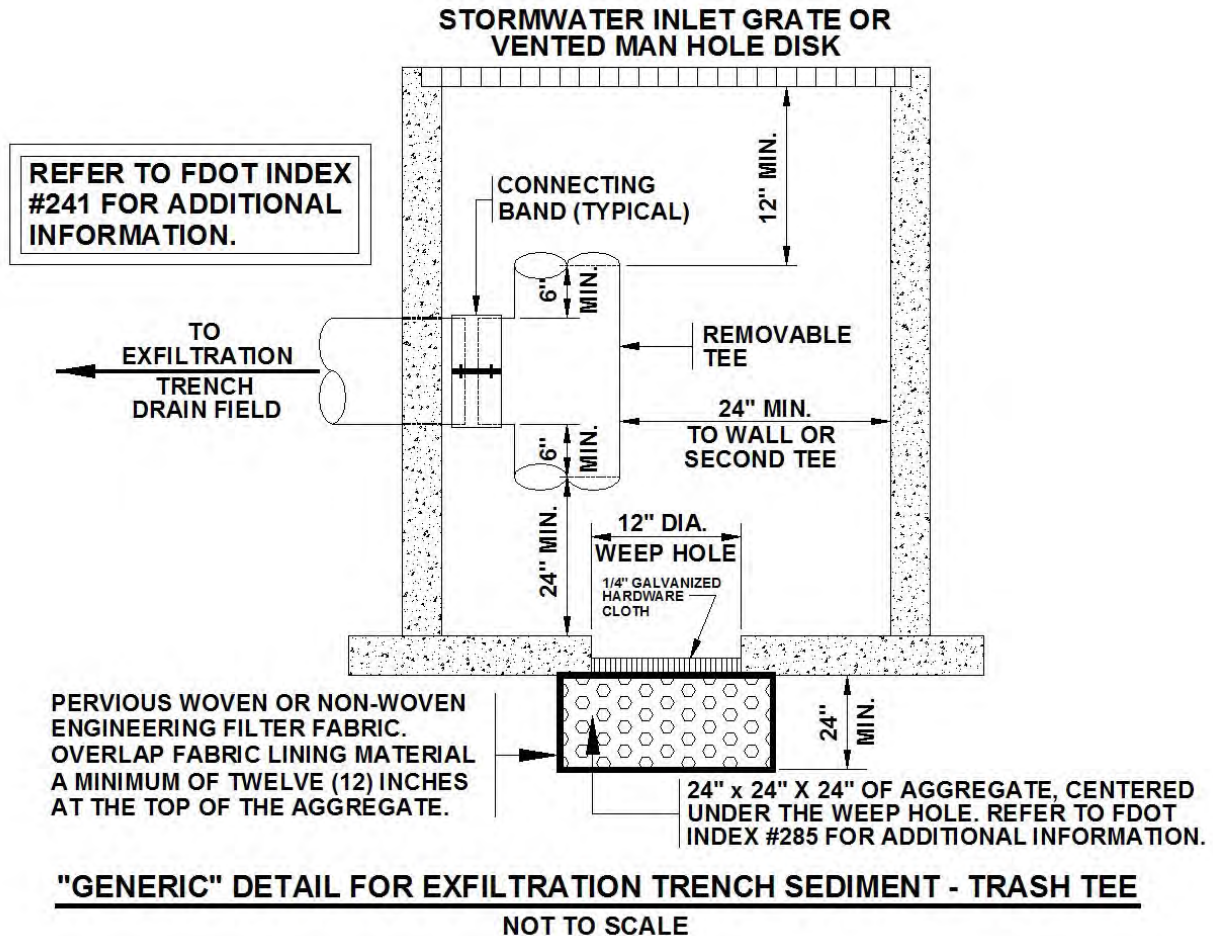 STORMWATER INLET GRATE OR
VENTED MAN HOLE DISK
REFER TO FDOT INDEX
#241 FOR ADDITIONAL
INFORMATION.
CONNECTING
BAND (TYPICAL)
12" MIN.
6"
MIN.
TO
EXFILTRATION
TRENCH
DRAIN FIELD
REMOVABLE
TEE
24" MIN.
TO WALL OR
SECOND TEE
6"
MIN.
24" MIN.
12" DIA.
WEEP HOLE
1/4" GALVANIZED
HARDWARE
CLOTH
PERVIOUS WOVEN OR NON-WOVEN
ENGINEERING FILTER FABRIC.
OVERLAP FABRIC LINING MATERIAL
A MINIMUM OF TWELVE (12) INCHES
AT THE TOP OF THE AGGREGATE.
24"
MIN.
24" x 24" X 24" OF AGGREGATE, CENTERED
UNDER THE WEEP HOLE. REFER TO FDOT
INDEX #285 FOR ADDITIONAL INFORMATION.
"GENERIC" DETAIL FOR EXFILTRATION TRENCH SEDIMENT - TRASH TEE
NOT TO SCALE